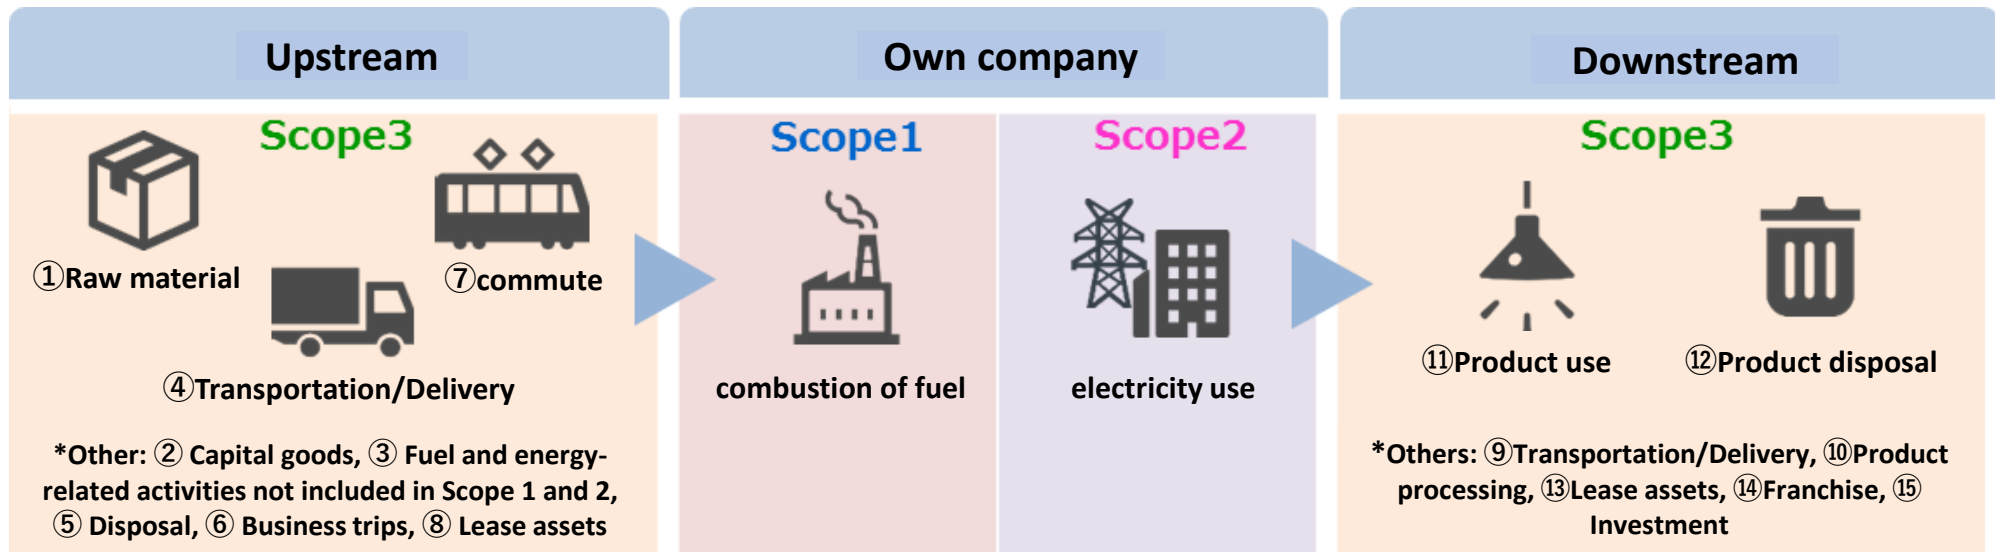 Upstream
Own company
Downstream
Scope3
①Raw material
⑦commute
④Transportation/Delivery
*Other: ② Capital goods, ③ Fuel and energy-
related activities not included in Scope 1 and 2,
⑤ Disposal, ⑥ Business trips, ⑧ Lease assets
Scope1
combustion of fuel
Scope2
electricity use
Scope3
⑪Product use
⑫Product disposal
*Others: ⑨Transportation/Delivery, ⑩Product
processing, ⑬Lease assets, ⑭Franchise, ⑮
Investment